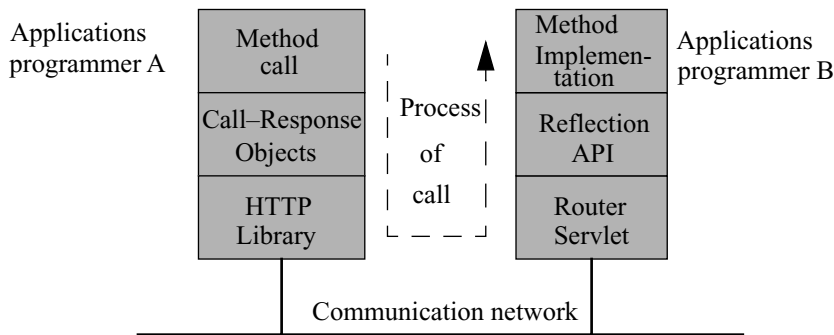 Applications
programmer A
Method
call
Call–Response
Objects
HTTP
Library
Process
of
call
Method
Implemen-
tation
Reflection
API
Router
Servlet
Applications
programmer B
Communication network